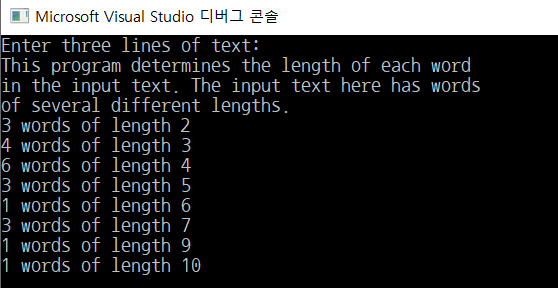 Microsoft Visual Studio 디버그 콘솔
Enter three lines of text:
This program determines the length of each word
in the input text. The input text here has words
of several different lengths.
3 words of length 2
4 words of length 3
6 words of length 4
3 words of length 5
1 words of length 6
3 words of length 7
1 words of length 9
1 words of length 10